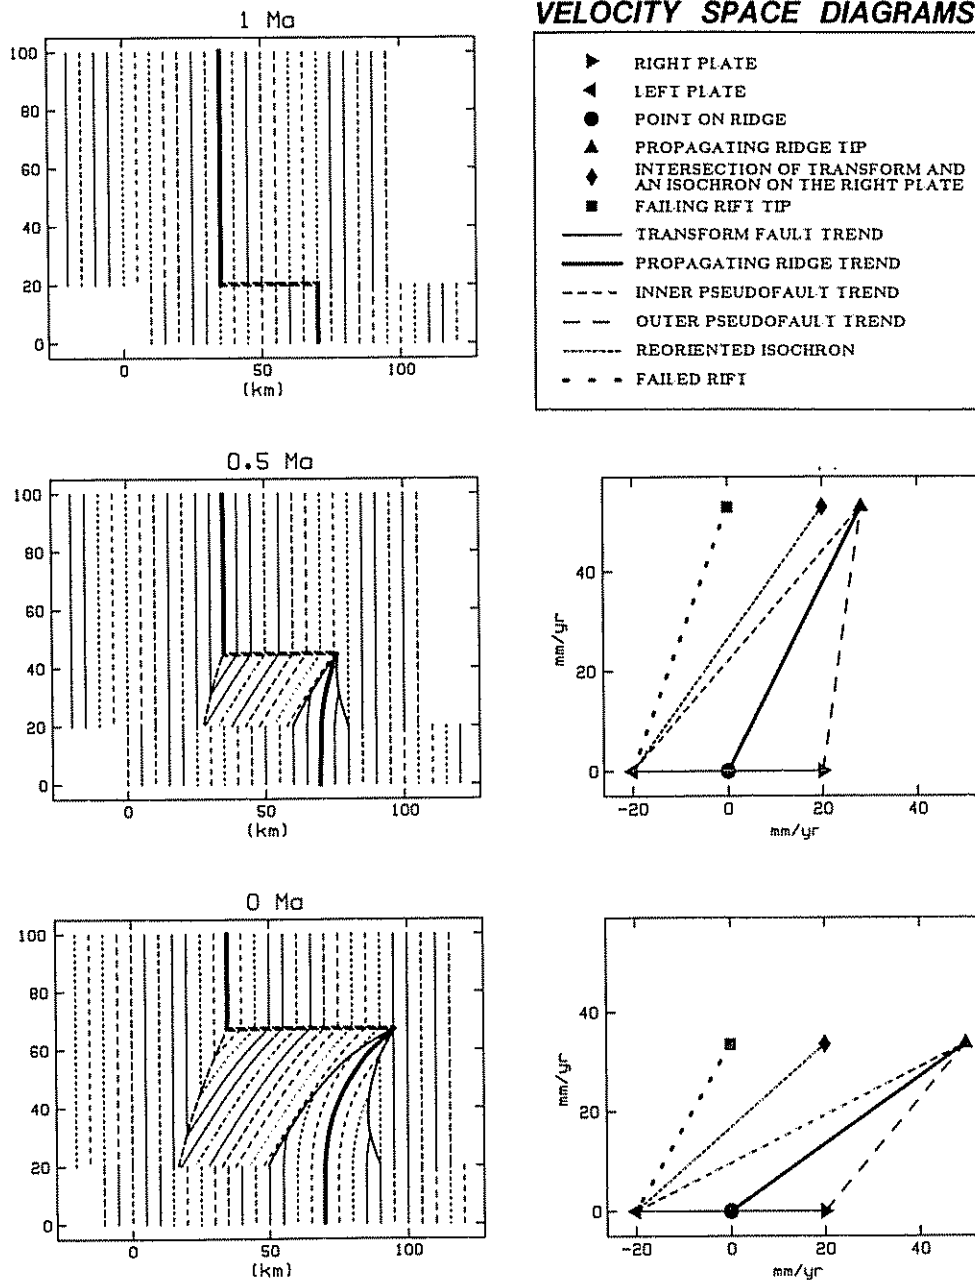 1 Ma
100
80
60
40
20
0
0 50 100
(km)
VELOCITY SPACE DIAGRAMS
RIGHT PLATE
LEFT PLATE
POINT ON RIDGE
PROPAGATING RIDGE TIP
INTERSECTION OF TRANSFORM AND
AN ISOCHRON ON THE RIGHT PLATE
FAILING RIFT TIP
TRANSFORM FAULT TREND
PROPAGATING RIDGE TREND
INNER PSEUDOFAULT TREND
OUTER PSEUDOFAULT TREND
REORIENTED ISOCHRON
FAILED RIFT
0.5 Ma
100
80
60
40
20
0
0 50 100
(km)
mm/yr
40
20
0
-20 0 20 40
mm/yr
0 Ma
100
80
60
40
20
0
0 50 100
(km)
mm/yr
40
20
0
-20 0 20 40
mm/yr